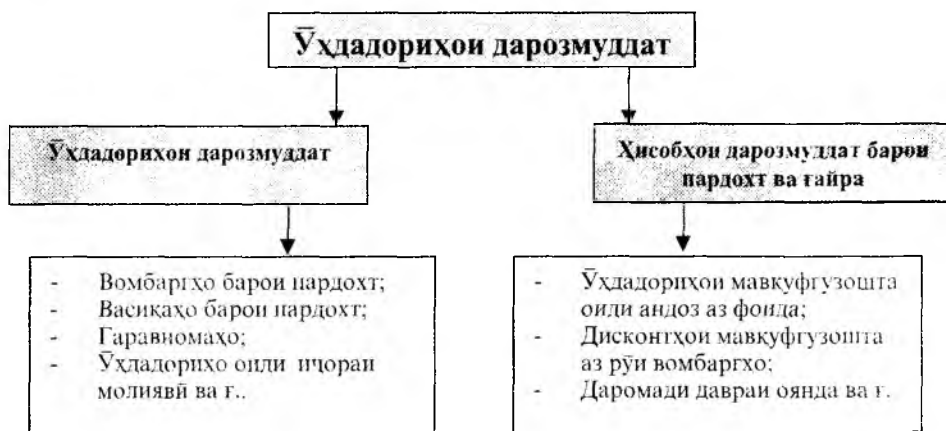 Ӯҳдадориҳои дарозмуддат
Ӯҳдадориҳои дарозмуддат
Ҳисобҳои дарозмуддат барои
пардохт ва ғайра
- Вомбаргҳо барои пардохт;
- Васиқаҳо барои пардохт;
- Гаравномаҳо;
- Ӯҳдадориҳо оиди иҷораи
молиявӣ ва ғ..
- Ӯҳдадориҳои мавқуфгузошта
оиди андоз аз фоида;
- Дисконтҳои мавқуфгузошта
аз рӯи вомбаргҳо;
- Даромади давраи оянда ва ғ.